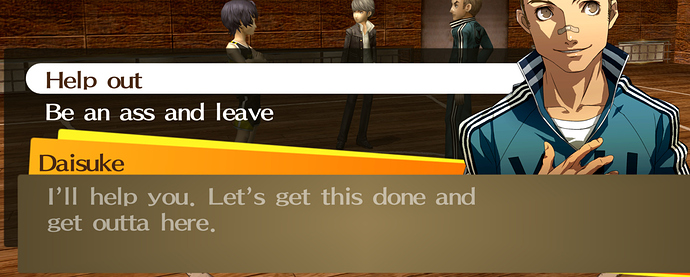 Help out
Be an ass and leave
Daisuke
I'll help you. Let's get this done and
get outta here.